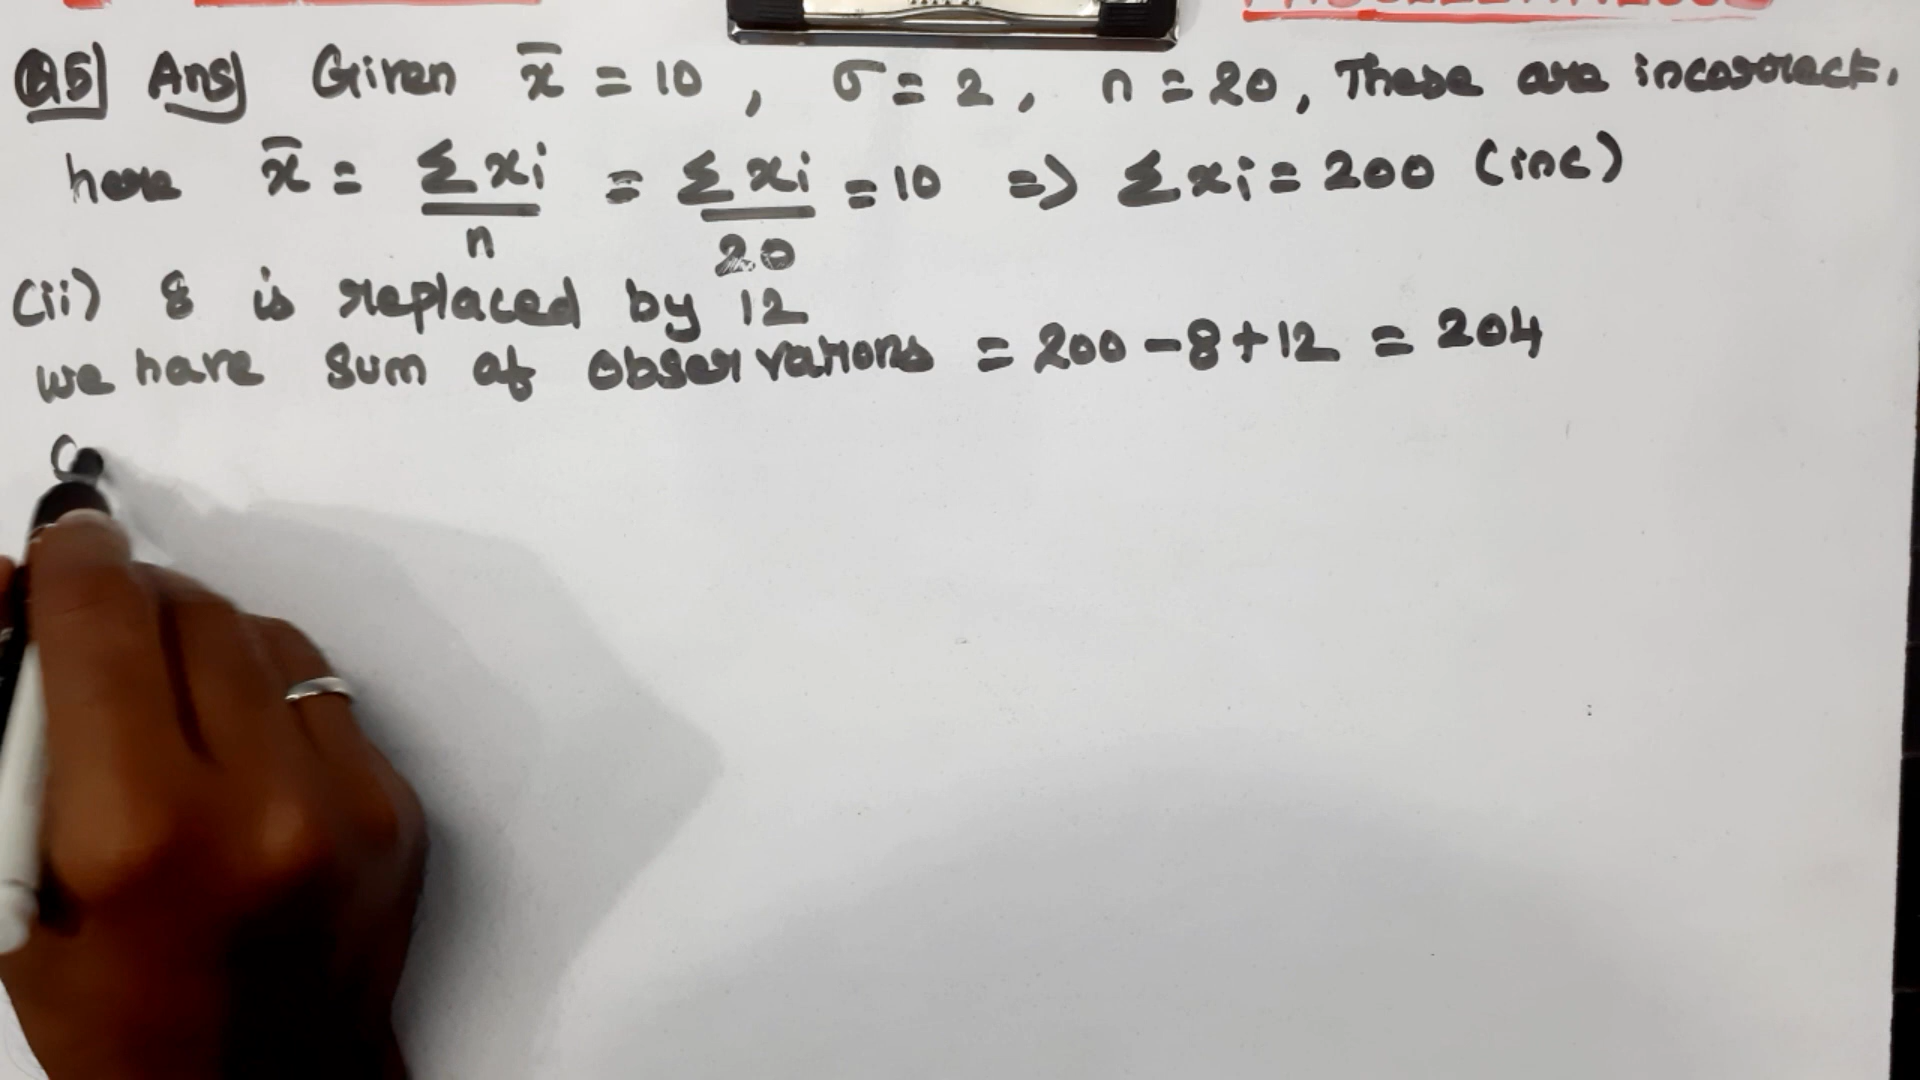 Q5) Ans) Given x̄ = 10 , σ = 2 , n = 20 , These are incorrect.
here x̄ = Σxi / n = Σxi / 20 = 10 => Σxi = 200 (inc)
(ii) 8 is replaced by 12
we have sum of observations = 200 - 8 + 12 = 204